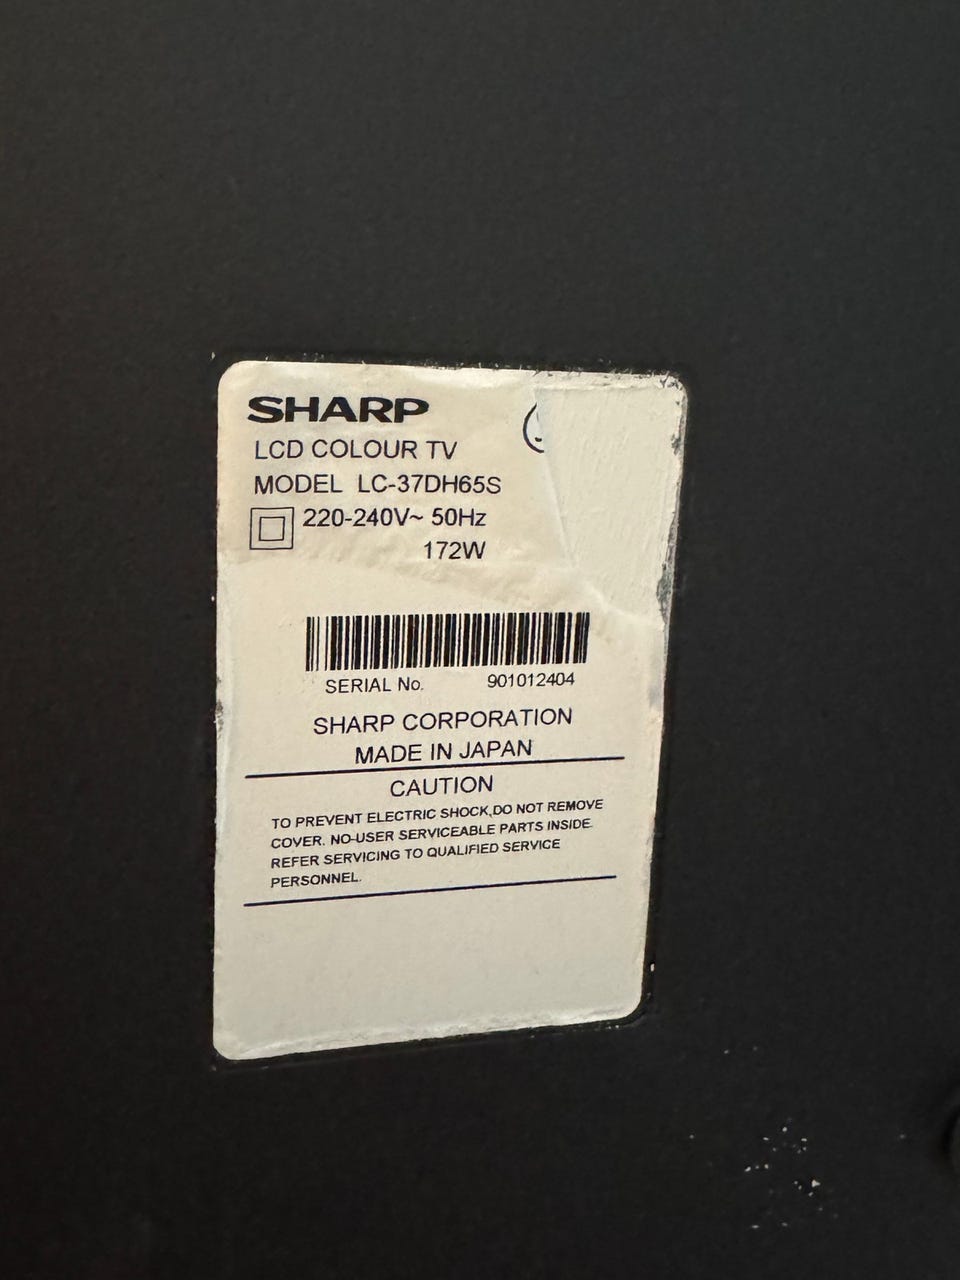 SHARP
LCD COLOUR TV
MODEL LC-37DH65S
220-240V~ 50Hz
172W
SERIAL No. 901012404
SHARP CORPORATION
MADE IN JAPAN
CAUTION
TO PREVENT ELECTRIC SHOCK,DO NOT REMOVE
COVER. NO-USER SERVICEABLE PARTS INSIDE.
REFER SERVICING TO QUALIFIED SERVICE
PERSONNEL.